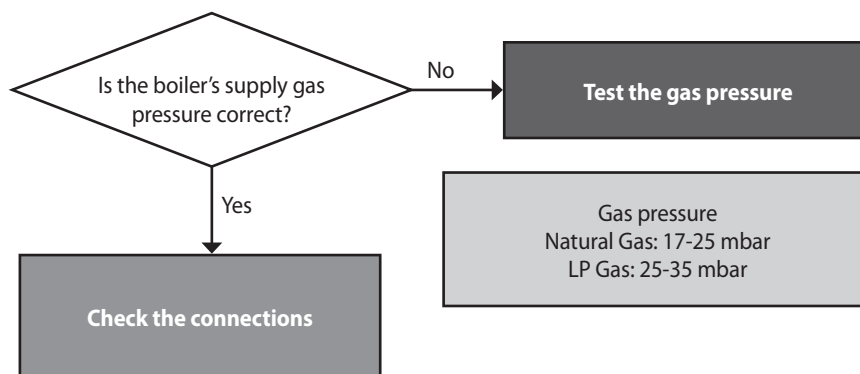 Is the boiler’s supply gas
pressure correct?
No
Test the gas pressure
Yes
Gas pressure
Natural Gas: 17-25 mbar
LP Gas: 25-35 mbar
Check the connections